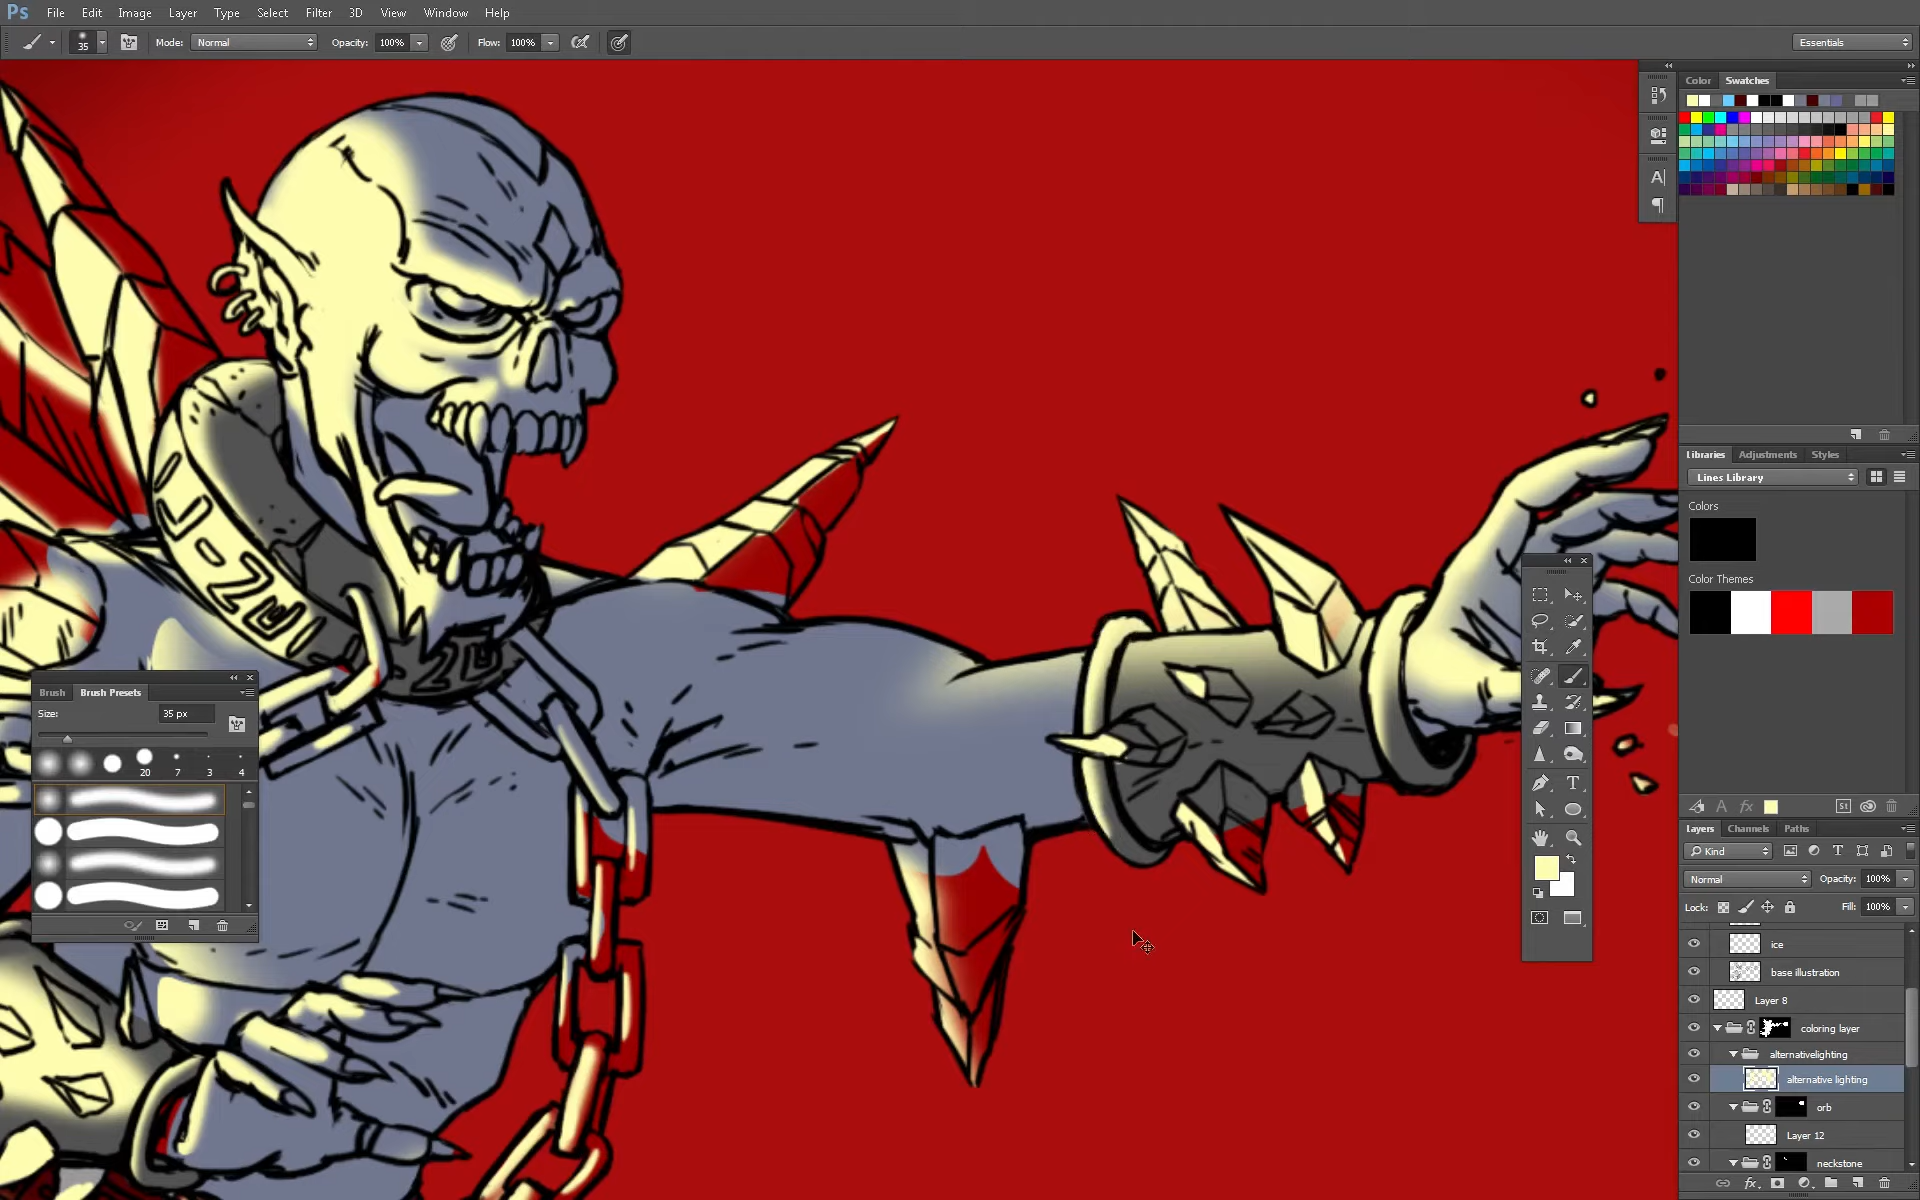 Ps File Edit Image Layer Type Select Filter 3D View Window Help
35 Mode: Normal Opacity: 100% Flow: 100% Essentials
Color Swatches
Libraries Adjustments Styles
Lines Library
Colors
Color Themes
Brush Brush Presets
Size: 35 px
20 7 3 4
Layers Channels Paths
Kind
Normal Opacity: 100%
Lock: Fill: 100%
ice
base illustration
Layer 8
coloring layer
alternativelighting
alternative lighting
orb
Layer 12
neckstone